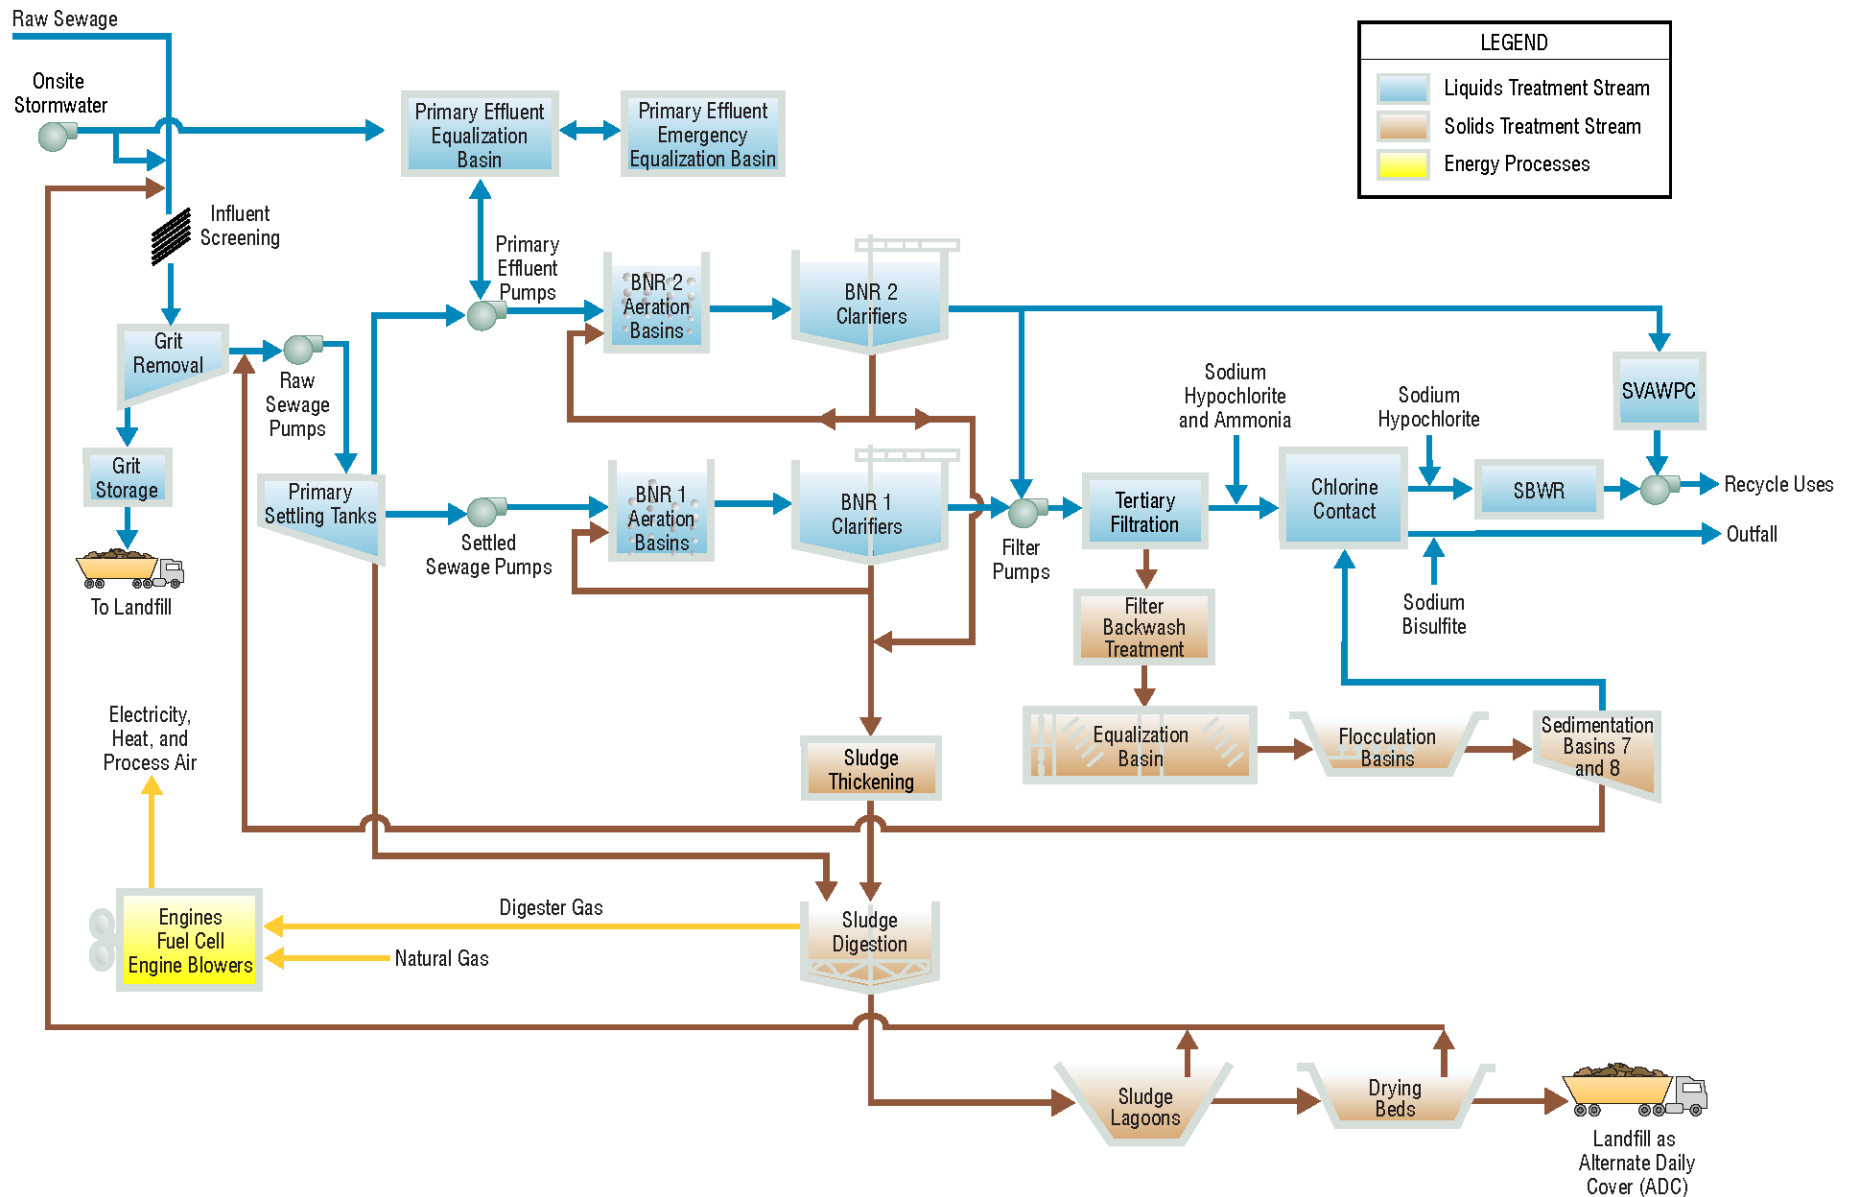 Raw Sewage
Onsite
Stormwater
Influent
Screening
Grit
Removal
Grit
Storage
To Landfill
Raw
Sewage
Pumps
Primary
Settling Tanks
Primary Effluent
Equalization
Basin
Primary Effluent
Emergency
Equalization Basin
Primary
Effluent
Pumps
BNR 2
Aeration
Basins
BNR 2
Clarifiers
Settled
Sewage Pumps
BNR 1
Aeration
Basins
BNR 1
Clarifiers
Filter
Pumps
Tertiary
Filtration
Sodium
Hypochlorite
and Ammonia
Chlorine
Contact
Sodium
Hypochlorite
SBWR
SVAWPC
Recycle Uses
Outfall
Sodium
Bisulfite
LEGEND
Liquids Treatment Stream
Solids Treatment Stream
Energy Processes
Filter
Backwash
Treatment
Equalization
Basin
Flocculation
Basins
Sedimentation
Basins 7
and 8
Sludge
Thickening
Sludge
Digestion
Digester Gas
Natural Gas
Electricity,
Heat, and
Process Air
Engines
Fuel Cell
Engine Blowers
Sludge
Lagoons
Drying
Beds
Landfill as
Alternate Daily
Cover (ADC)